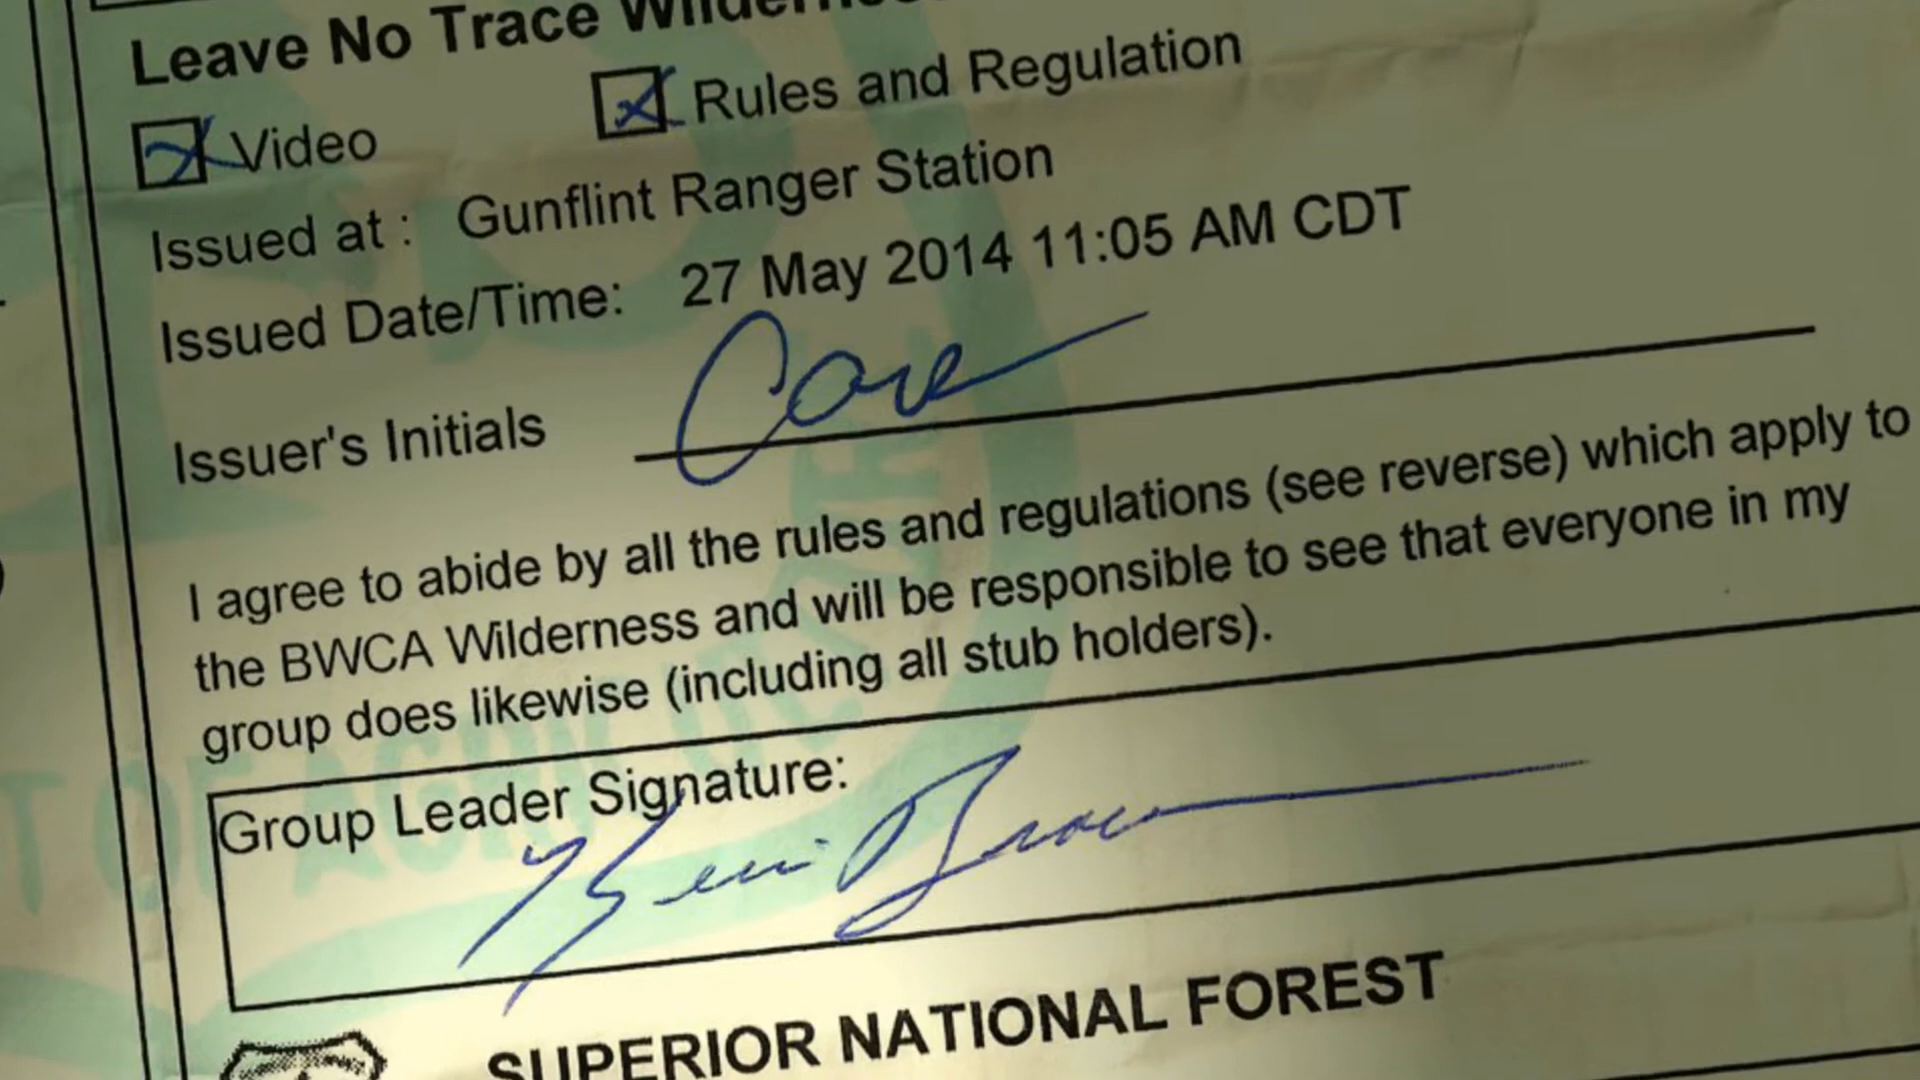 Leave No Trace
Video Rules and Regulation
Issued at : Gunflint Ranger Station
Issued Date/Time: 27 May 2014 11:05 AM CDT
Issuer's Initials
I agree to abide by all the rules and regulations (see reverse) which apply to
the BWCA Wilderness and will be responsible to see that everyone in my
group does likewise (including all stub holders).
Group Leader Signature:
SUPERIOR NATIONAL FOREST